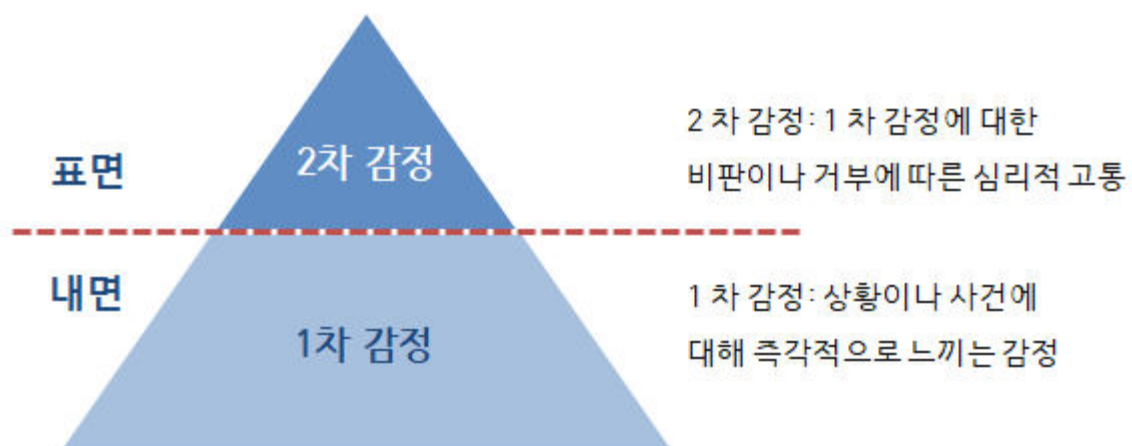 표면
2차 감정
2 차 감정: 1 차 감정에 대한
비판이나 거부에 따른 심리적 고통
내면
1차 감정
1 차 감정: 상황이나 사건에
대해 즉각적으로 느끼는 감정